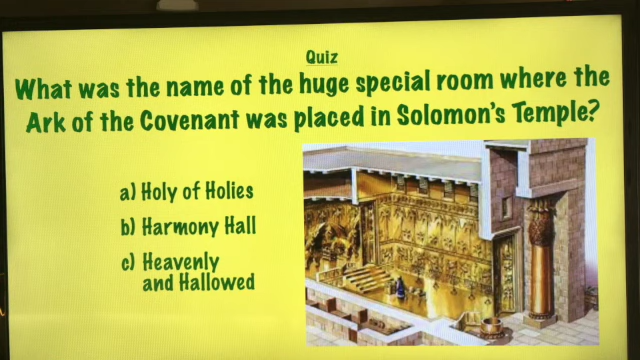 Quiz
What was the name of the huge special room where the
Ark of the Covenant was placed in Solomon's Temple?
a) Holy of Holies
b) Harmony Hall
c) Heavenly
and Hallowed